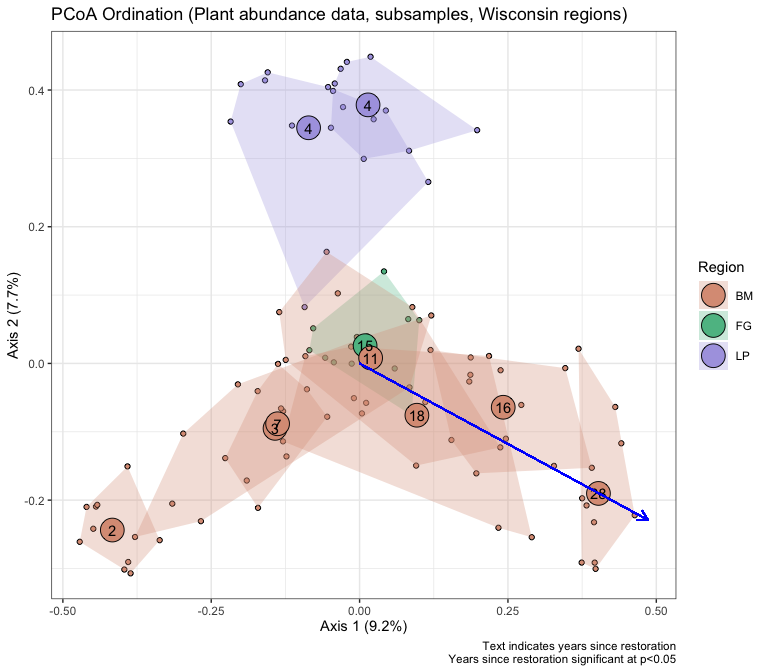 PCoA Ordination (Plant abundance data, subsamples, Wisconsin regions)
Axis 2 (7.7%)
0.4
0.2
0.0
-0.2
4
4
15
11
7
3
18
16
28
2
-0.50
-0.25
0.00
0.25
0.50
Axis 1 (9.2%)
Region
BM
FG
LP
Text indicates years since restoration
Years since restoration significant at p<0.05